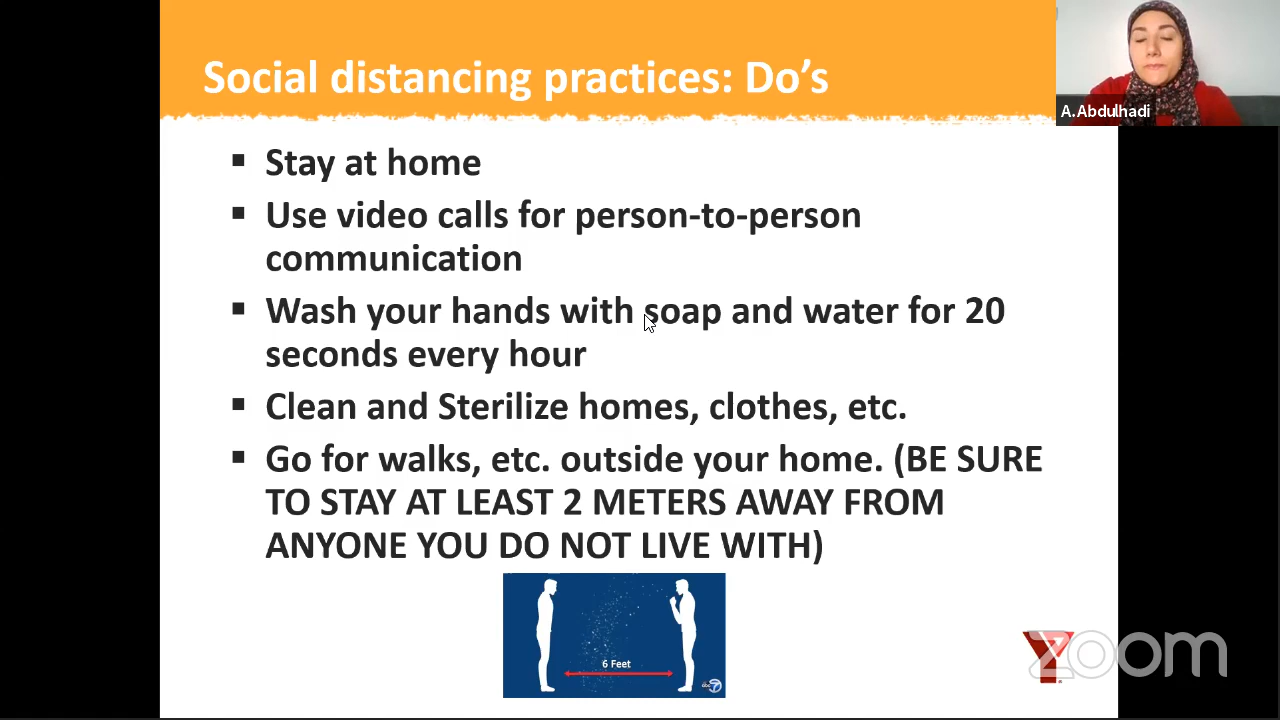 Social distancing practices: Do's
A.Abdulhadi
▪ Stay at home
▪ Use video calls for person-to-person
communication
▪ Wash your hands with soap and water for 20
seconds every hour
▪ Clean and Sterilize homes, clothes, etc.
▪ Go for walks, etc. outside your home. (BE SURE
TO STAY AT LEAST 2 METERS AWAY FROM
ANYONE YOU DO NOT LIVE WITH)
6 Feet
abc 7
Y
zoom